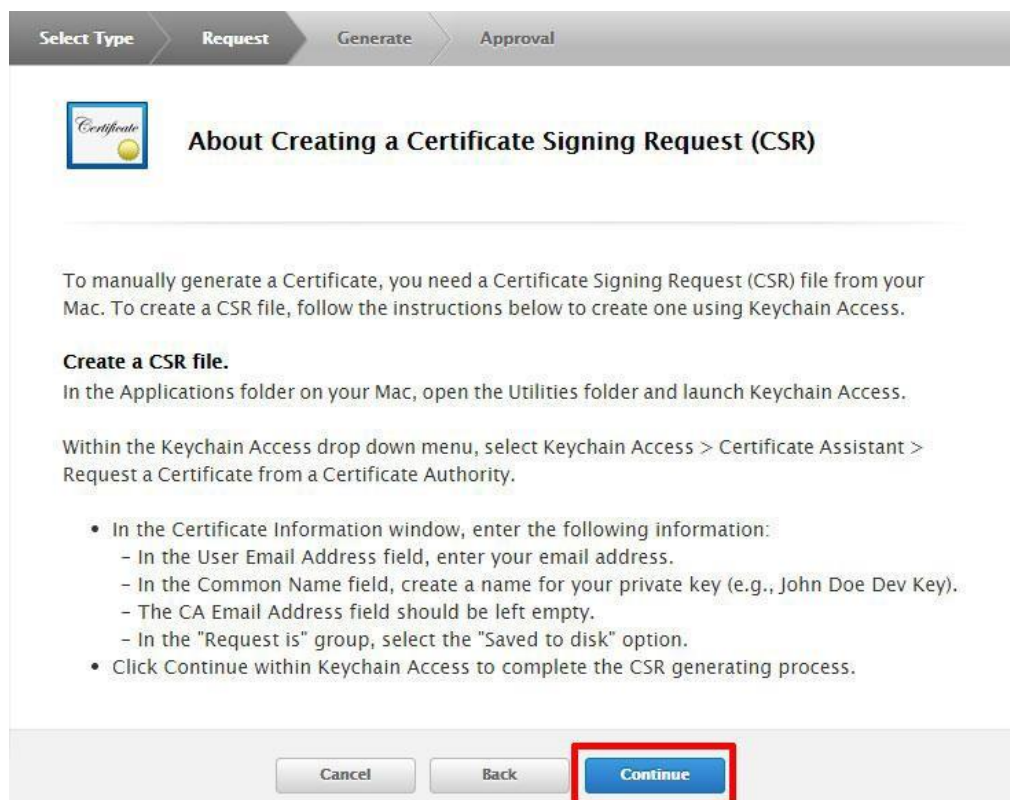 Select Type Request Generate Approval
Certificate
About Creating a Certificate Signing Request (CSR)
To manually generate a Certificate, you need a Certificate Signing Request (CSR) file from your
Mac. To create a CSR file, follow the instructions below to create one using Keychain Access.
Create a CSR file.
In the Applications folder on your Mac, open the Utilities folder and launch Keychain Access.
Within the Keychain Access drop down menu, select Keychain Access > Certificate Assistant >
Request a Certificate from a Certificate Authority.
• In the Certificate Information window, enter the following information:
– In the User Email Address field, enter your email address.
– In the Common Name field, create a name for your private key (e.g., John Doe Dev Key).
– The CA Email Address field should be left empty.
– In the "Request is" group, select the "Saved to disk" option.
• Click Continue within Keychain Access to complete the CSR generating process.
Cancel Back Continue